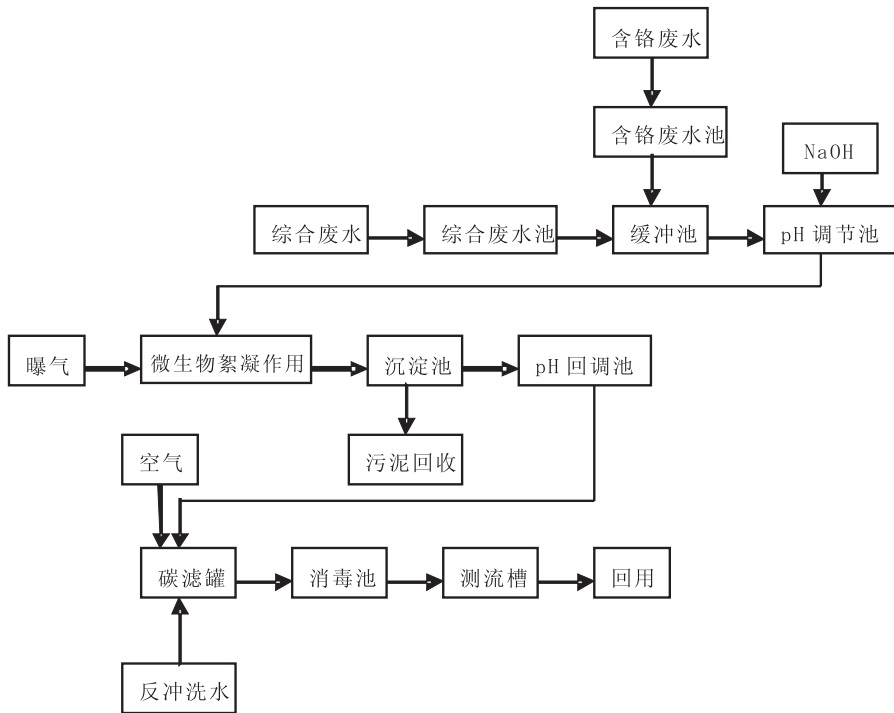 含铬废水
含铬废水池
NaOH
综合废水
综合废水池
缓冲池
pH 调节池
曝气
微生物絮凝作用
沉淀池
pH 回调池
空气
污泥回收
碳滤罐
消毒池
测流槽
回用
反冲洗水